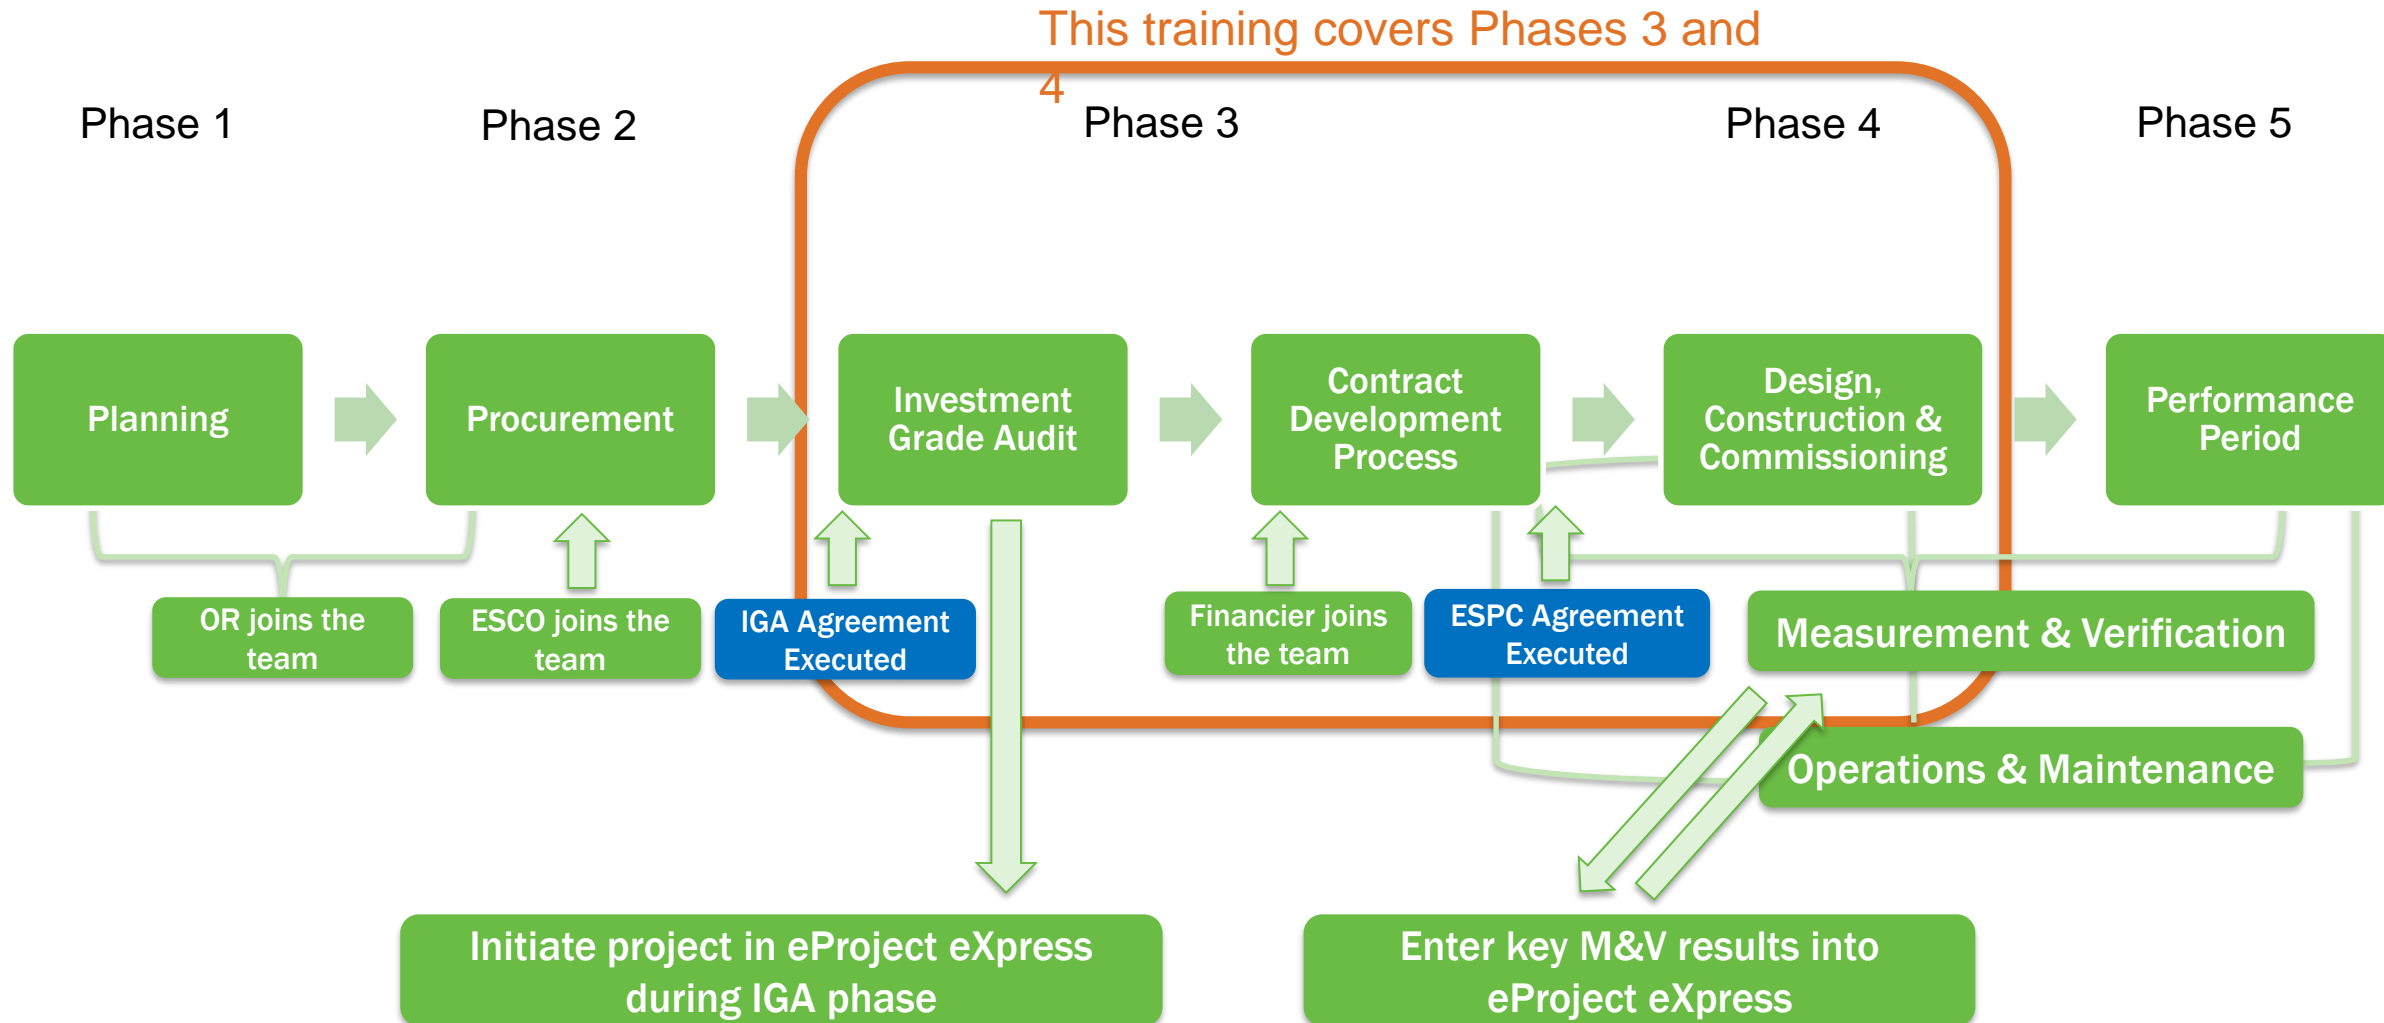 This training covers Phases 3 and
4
Phase 1
Phase 2
Phase 3
Phase 4
Phase 5
Planning
Procurement
Investment
Grade Audit
Contract
Development
Process
Design,
Construction &
Commissioning
Performance
Period
OR joins the
team
ESCO joins the
team
IGA Agreement
Executed
Financier joins
the team
ESPC Agreement
Executed
Measurement & Verification
Operations & Maintenance
Initiate project in eProject eXpress
during IGA phase
Enter key M&V results into
eProject eXpress